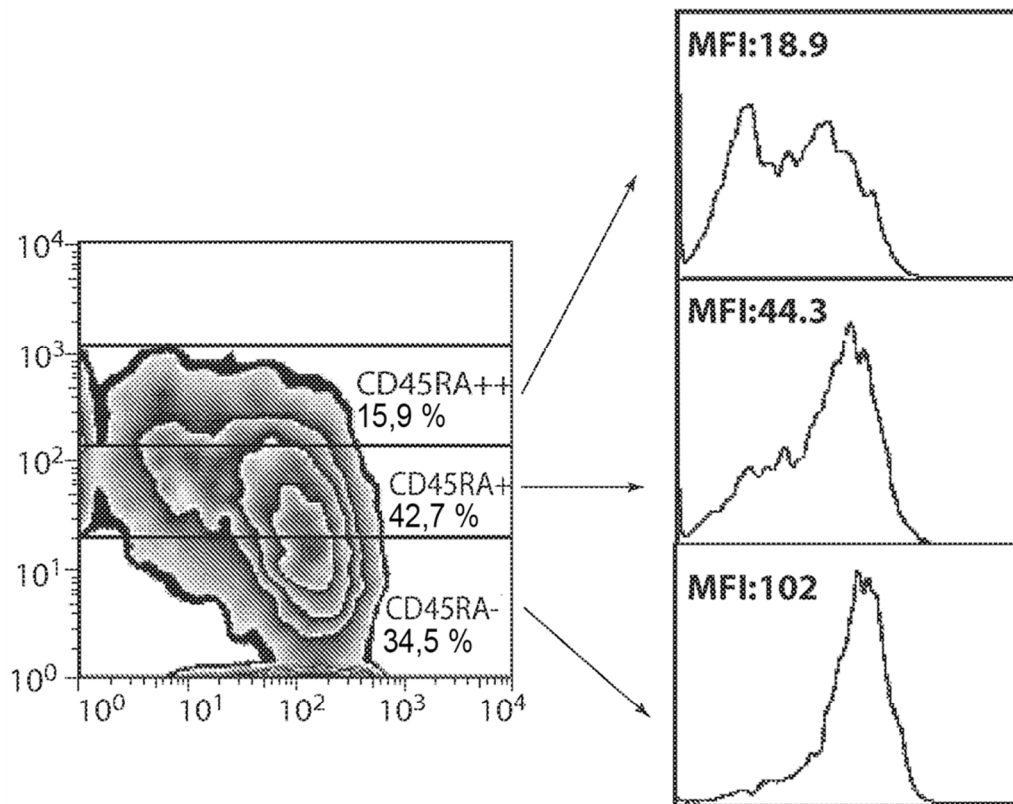 MFI:18.9
10⁴
10³
CD45RA++
15,9 %
10²
CD45RA+
42,7 %
10¹
CD45RA-
34,5 %
10⁰
10⁰ 10¹ 10² 10³ 10⁴
MFI:44.3
MFI:102